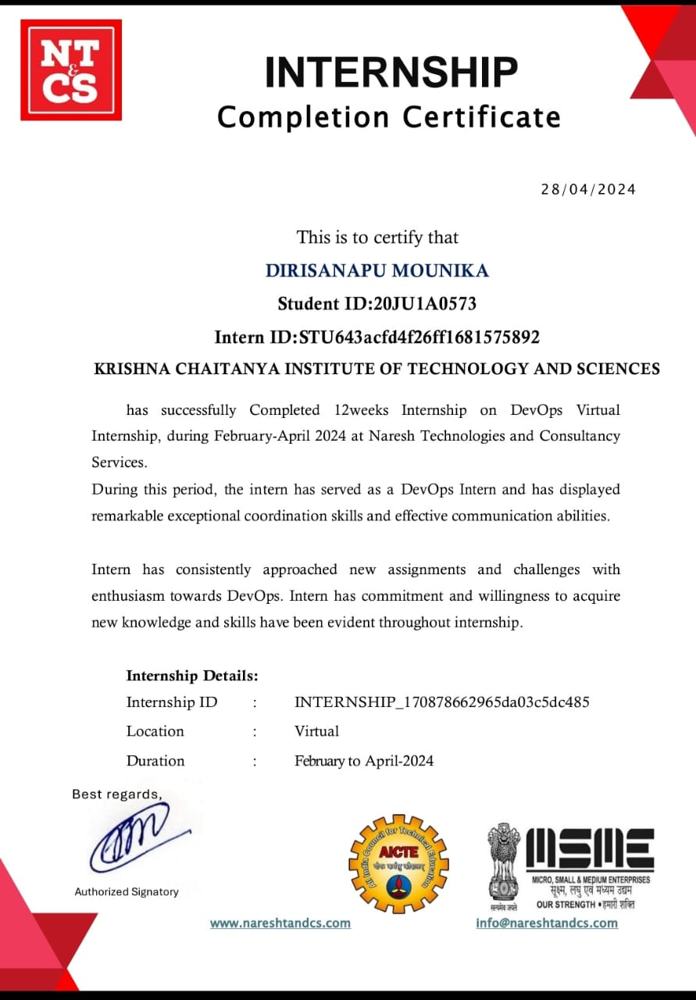 NT
&
CS
INTERNSHIP
Completion Certificate
28/04/2024
This is to certify that
DIRISANAPU MOUNIKA
Student ID:20JU1A0573
Intern ID:STU643acfd4f26ff1681575892
KRISHNA CHAITANYA INSTITUTE OF TECHNOLOGY AND SCIENCES
has successfully Completed 12weeks Internship on DevOps Virtual
Internship, during February-April 2024 at Naresh Technologies and Consultancy
Services.
During this period, the intern has served as a DevOps Intern and has displayed
remarkable exceptional coordination skills and effective communication abilities.
Intern has consistently approached new assignments and challenges with
enthusiasm towards DevOps. Intern has commitment and willingness to acquire
new knowledge and skills have been evident throughout internship.
Internship Details:
Internship ID : INTERNSHIP_170878662965da03c5dc485
Location : Virtual
Duration : February to April-2024
Best regards,
Authorized Signatory
All India Council for Technical Education
AICTE
MSME
MICRO, SMALL & MEDIUM ENTERPRISES
सूक्ष्म, लघु एवं मध्यम उद्यम
सत्यमेव जयते
OUR STRENGTH • हमारी शक्ति
www.nareshtandcs.com
info@nareshtandcs.com